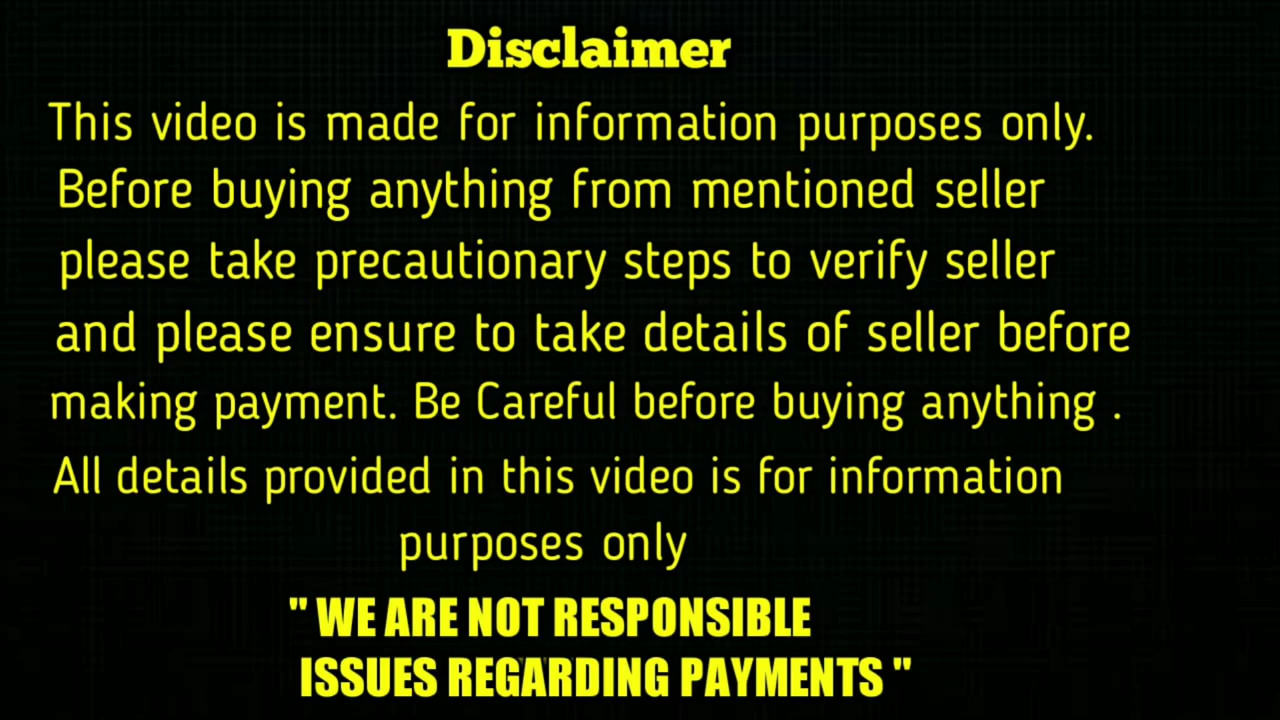 Disclaimer
This video is made for information purposes only.
Before buying anything from mentioned seller
please take precautionary steps to verify seller
and please ensure to take details of seller before
making payment. Be Careful before buying anything .
All details provided in this video is for information
purposes only
" WE ARE NOT RESPONSIBLE
ISSUES REGARDING PAYMENTS "